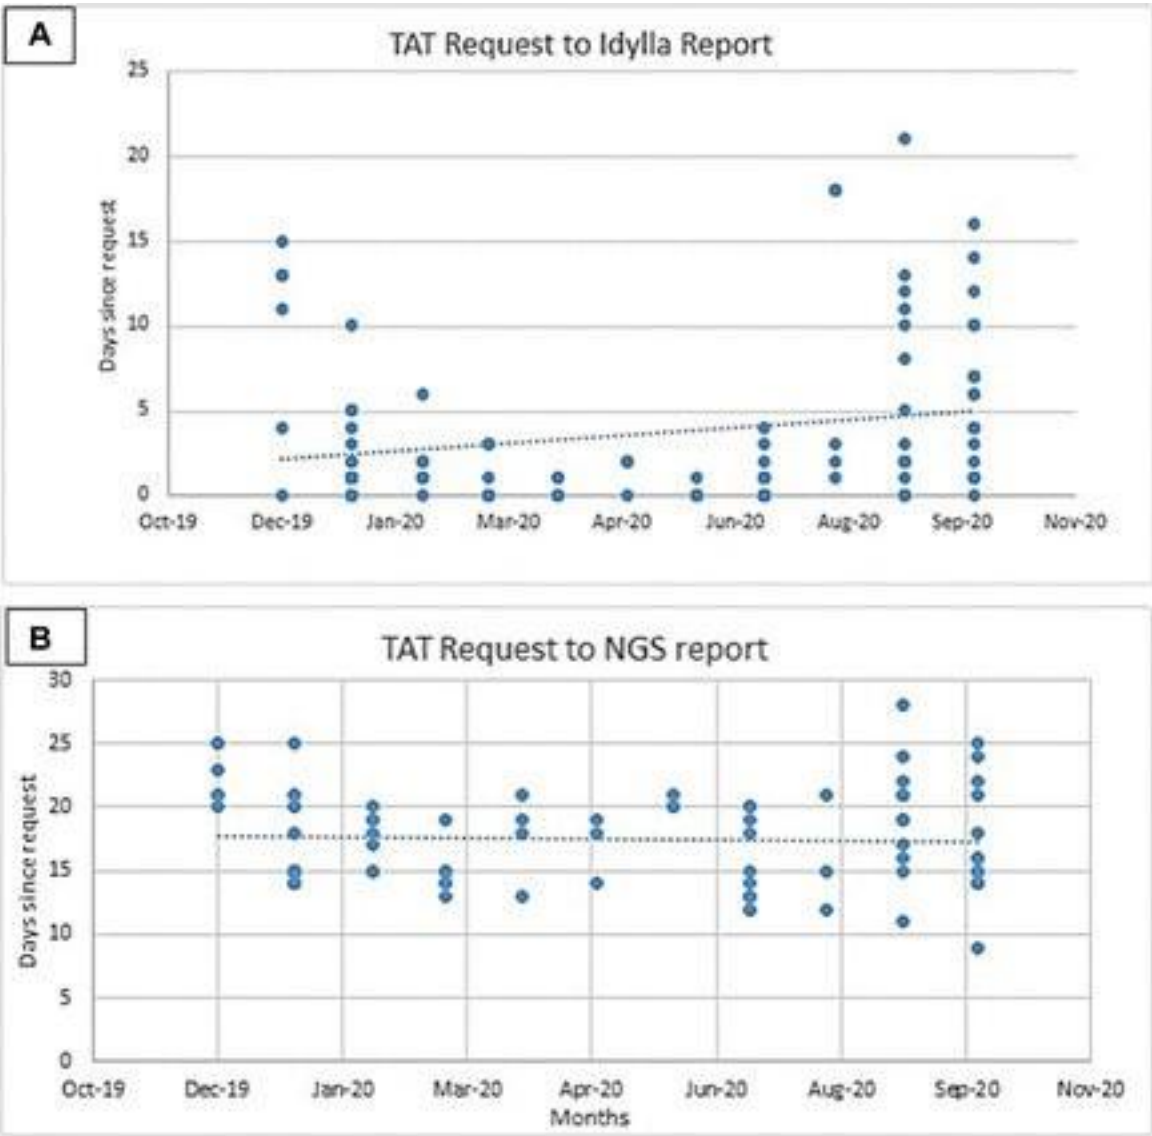 A
TAT Request to Idylla Report
Days since request
25
20
15
10
5
0
Oct-19 Dec-19 Jan-20 Mar-20 Apr-20 Jun-20 Aug-20 Sep-20 Nov-20
B
TAT Request to NGS report
Days since request
30
25
20
15
10
5
0
Oct-19 Dec-19 Jan-20 Mar-20 Apr-20 Jun-20 Aug-20 Sep-20 Nov-20
Months